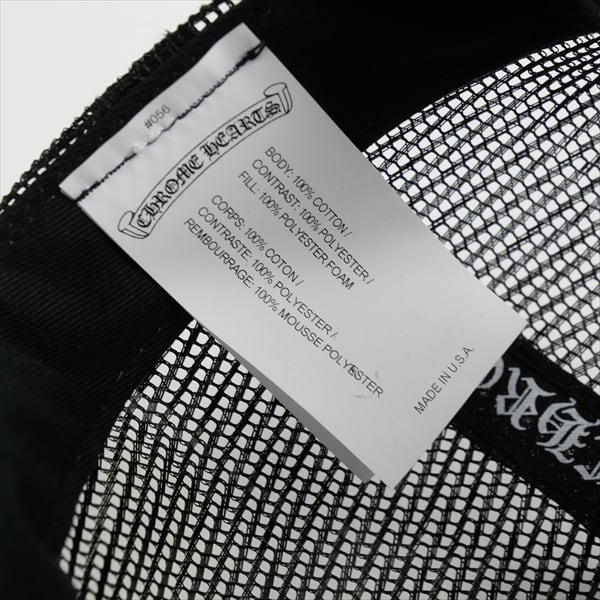 #056
CHROME HEARTS
BODY: 100% COTTON /
CONTRAST: 100% POLYESTER /
FILL: 100% POLYESTER FOAM
CORPS: 100% COTON /
CONTRASTE: 100% POLYESTER /
REMBOURRAGE: 100% MOUSSE POLYESTER
MADE IN U.S.A.